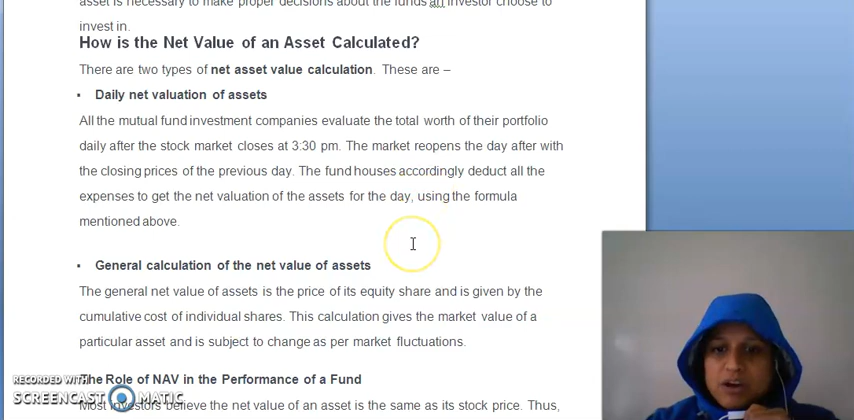 asset is necessary to make proper decisions about the funds an investor choose to
invest in.
How is the Net Value of an Asset Calculated?
There are two types of net asset value calculation. These are –
▪ Daily net valuation of assets
All the mutual fund investment companies evaluate the total worth of their portfolio
daily after the stock market closes at 3:30 pm. The market reopens the day after with
the closing prices of the previous day. The fund houses accordingly deduct all the
expenses to get the net valuation of the assets for the day, using the formula
mentioned above.
▪ General calculation of the net value of assets
The general net value of assets is the price of its equity share and is given by the
cumulative cost of individual shares. This calculation gives the market value of a
particular asset and is subject to change as per market fluctuations.
The Role of NAV in the Performance of a Fund
Most investors believe the net value of an asset is the same as its stock price. Thus,
RECORDED WITH
SCREENCAST MATIC